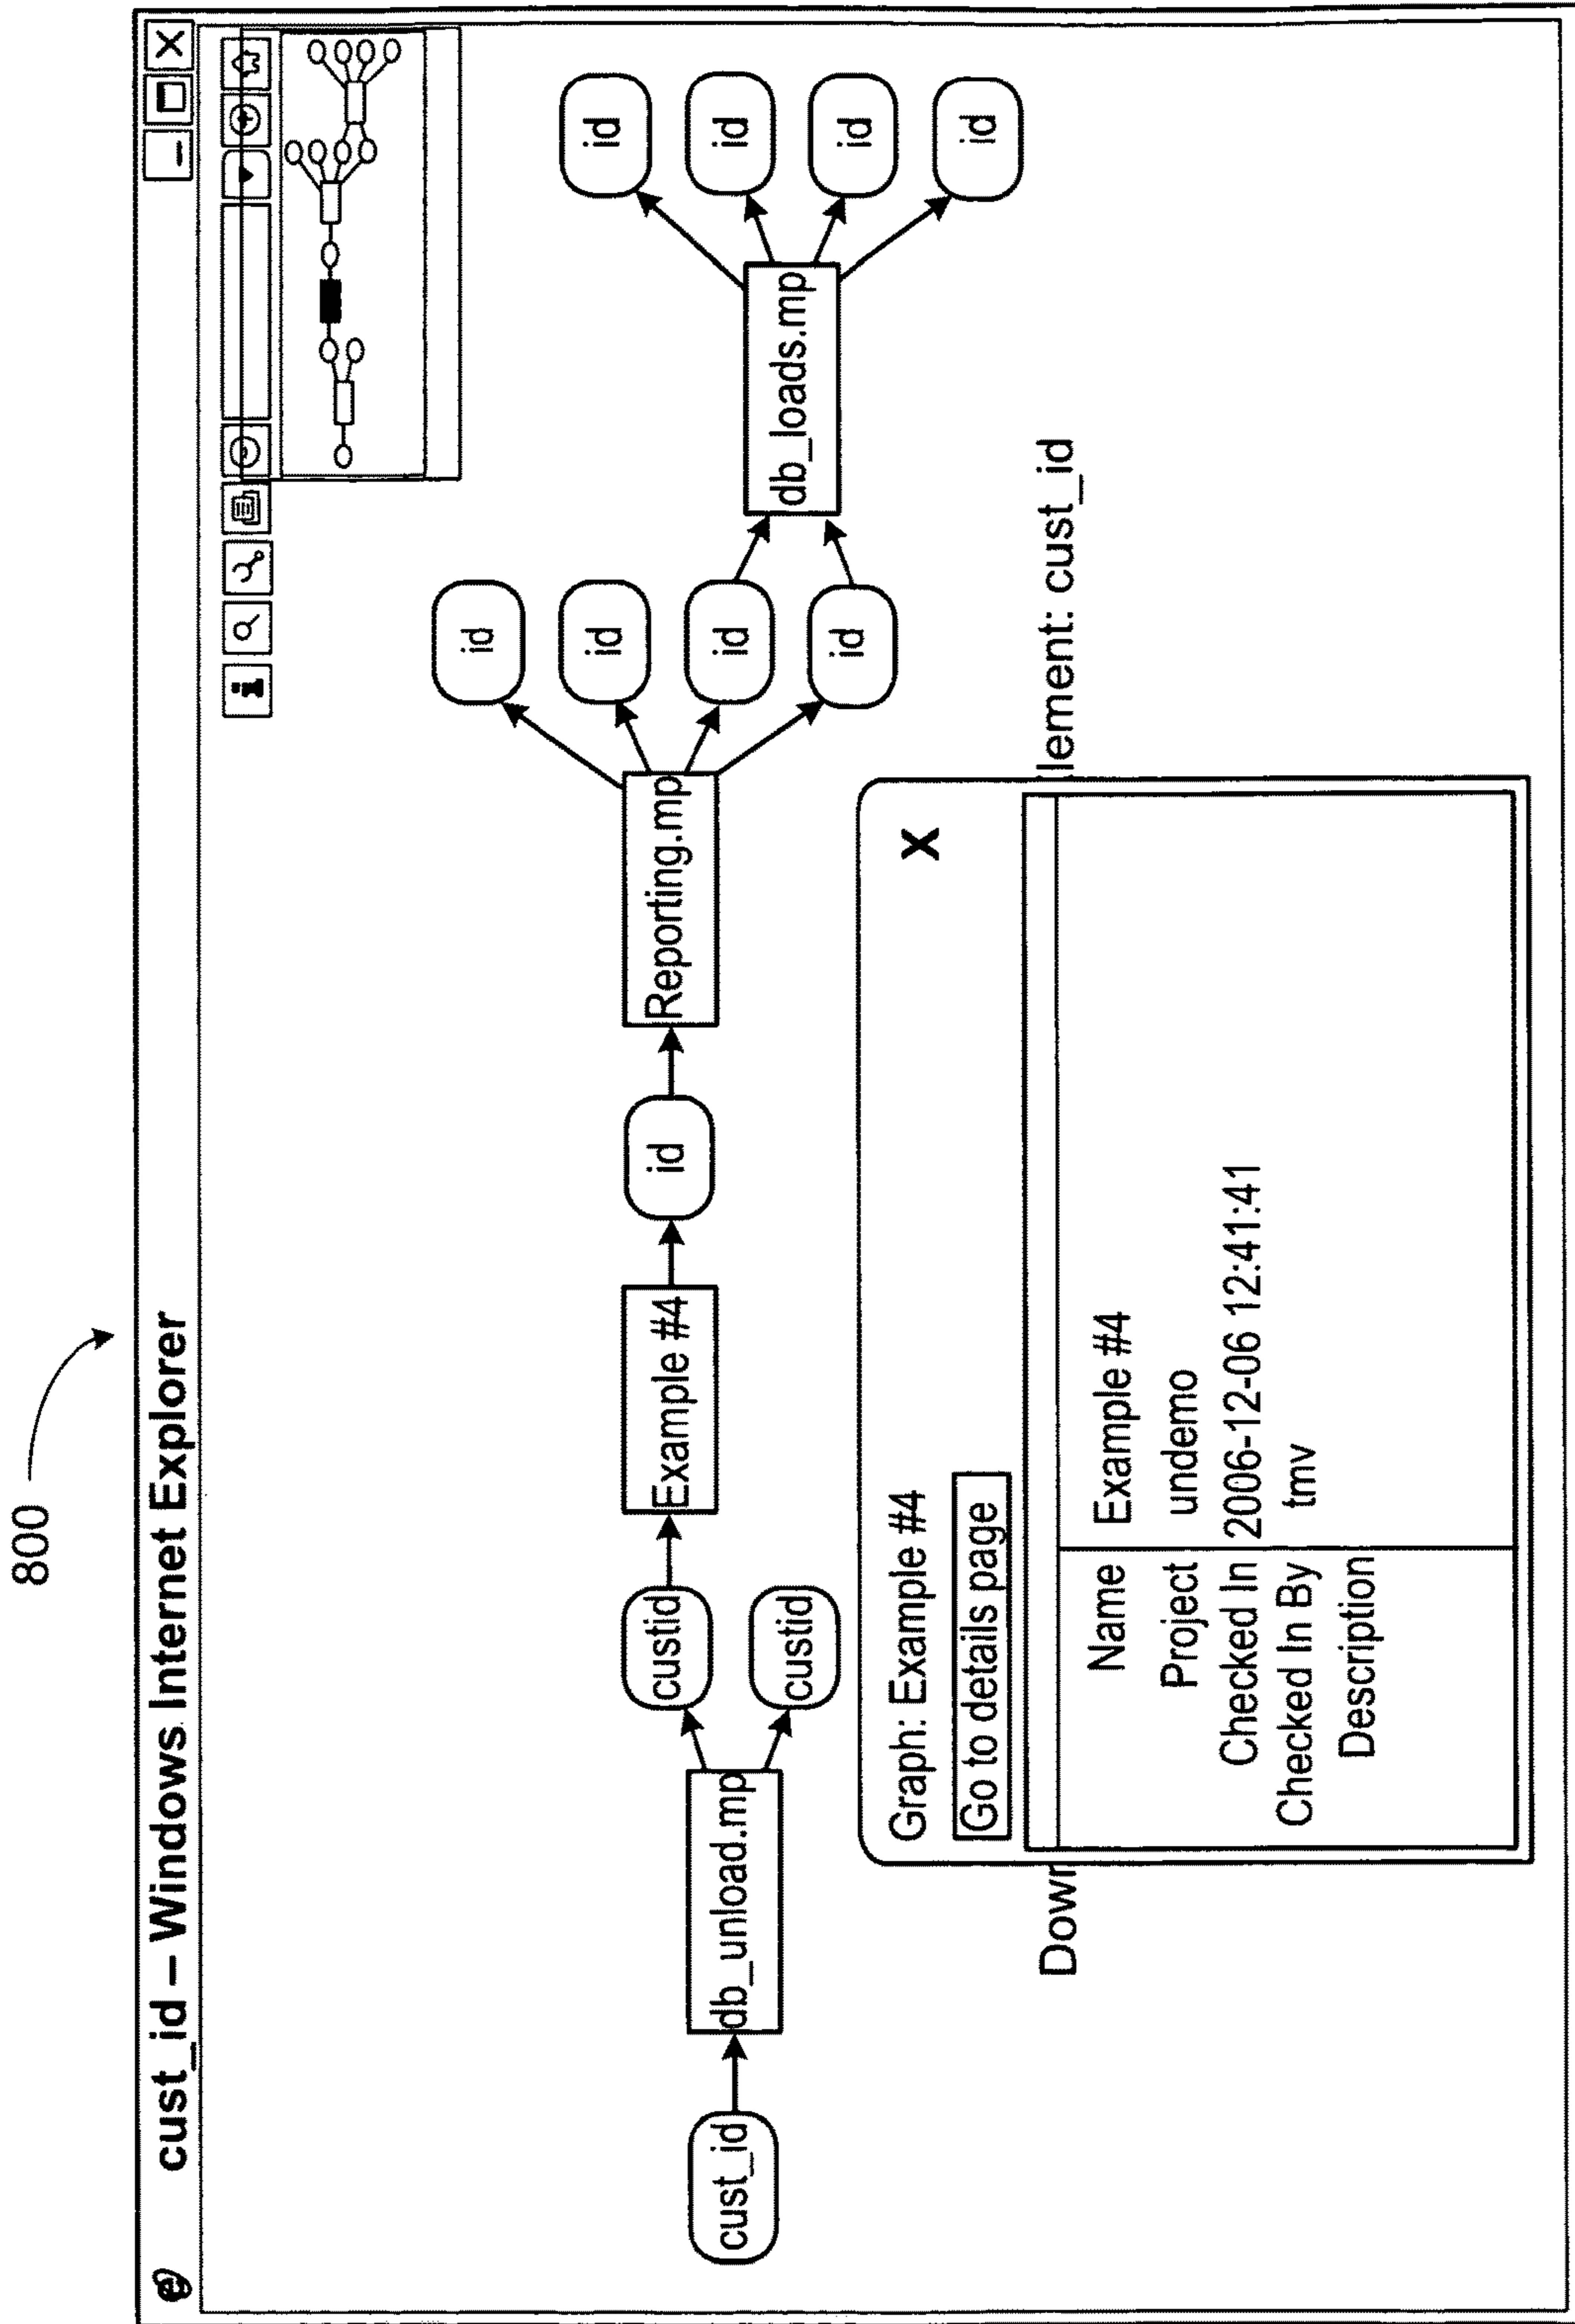 800
cust_id – Windows Internet Explorer
cust_id
db_unload.mp
custid
custid
Example #4
id
Reporting.mp
id
id
id
id
db_loads.mp
id
id
id
id
Graph: Example #4
X
Go to details page
Name Example #4
Project undemo
Checked In 2006-12-06 12:41:41
Checked In By tmv
Description
Down
lement: cust_id